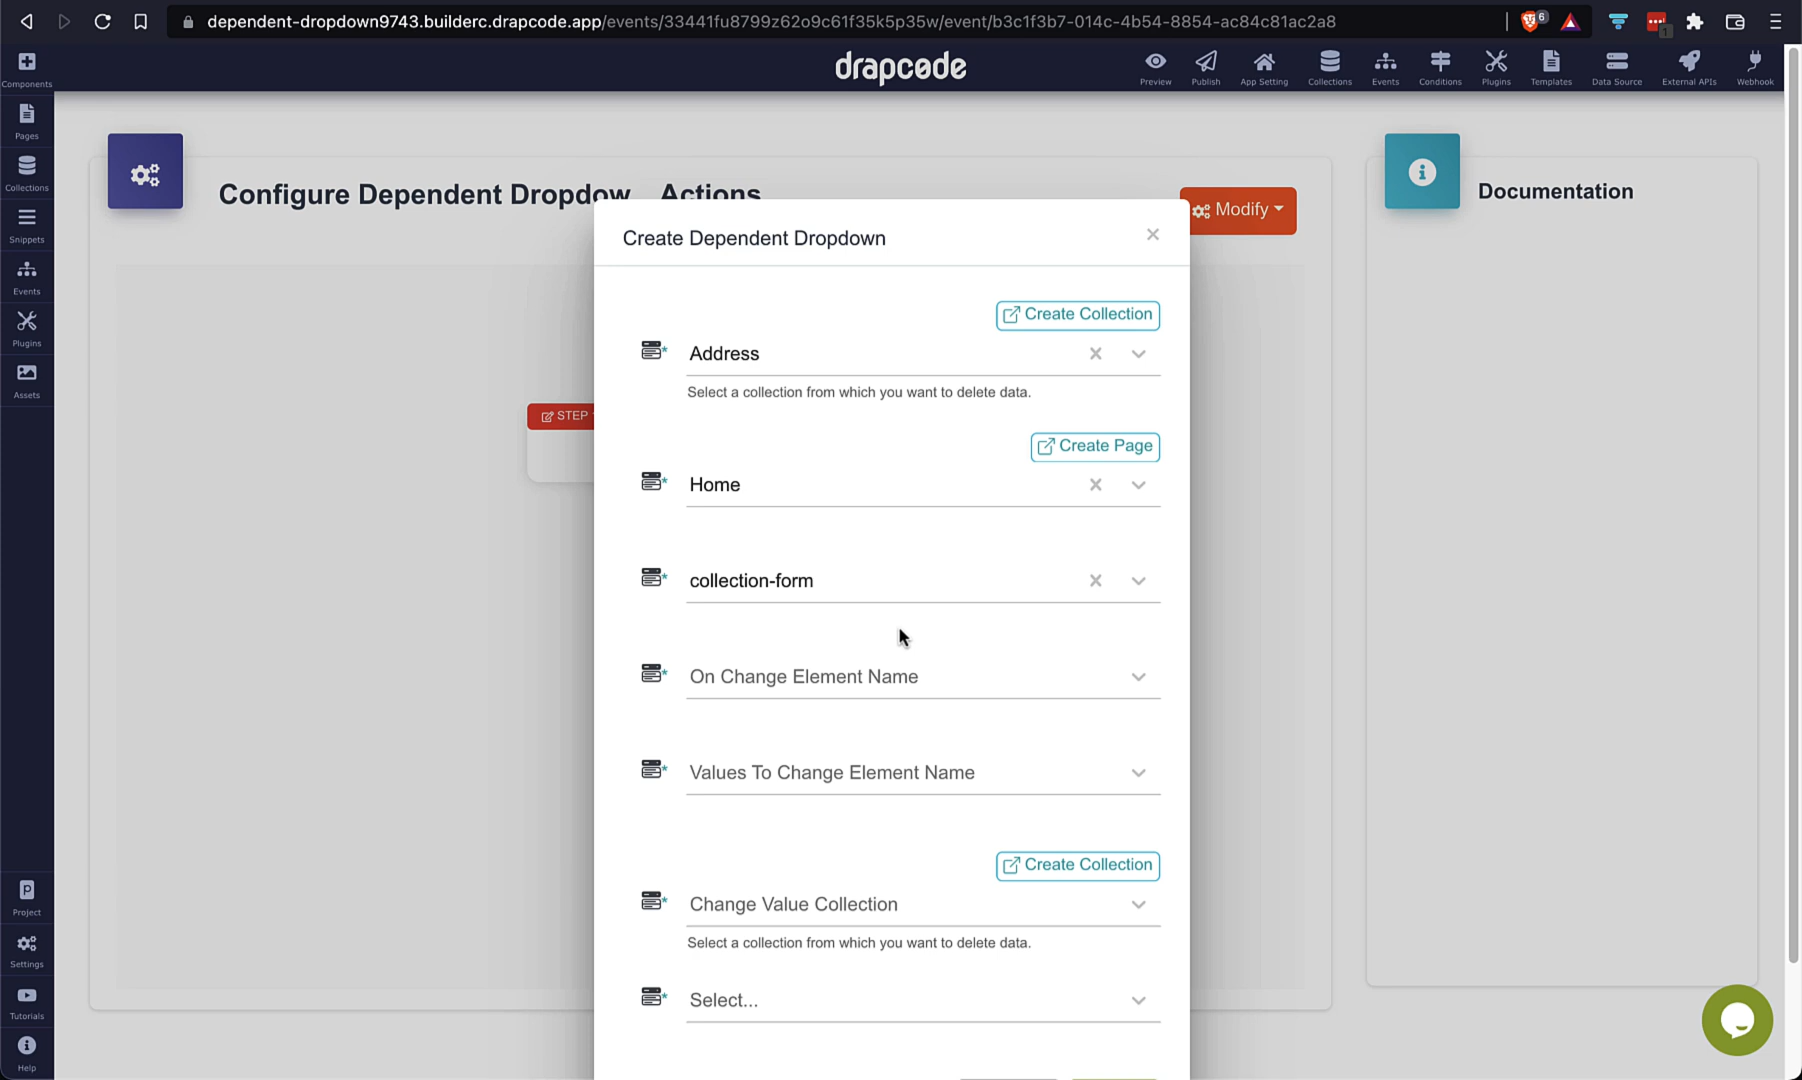 dependent-dropdown9743.builderc.drapcode.app/events/33441fu8799z62o9c61f35k5p35w/event/b3c1f3b7-014c-4b54-8854-ac84c81ac2a8
6
1
Components
drapcode
Preview
Publish
App Setting
Collections
Events
Conditions
Plugins
Templates
Data Source
External APIs
Webhook
Pages
Collections
Snippets
Events
Plugins
Assets
Project
Settings
Tutorials
Help
Configure Dependent Dropdow
Actions
Modify
Documentation
STEP
Create Dependent Dropdown
×
Create Collection
* Address
Select a collection from which you want to delete data.
Create Page
* Home
* collection-form
* On Change Element Name
* Values To Change Element Name
Create Collection
* Change Value Collection
Select a collection from which you want to delete data.
* Select...